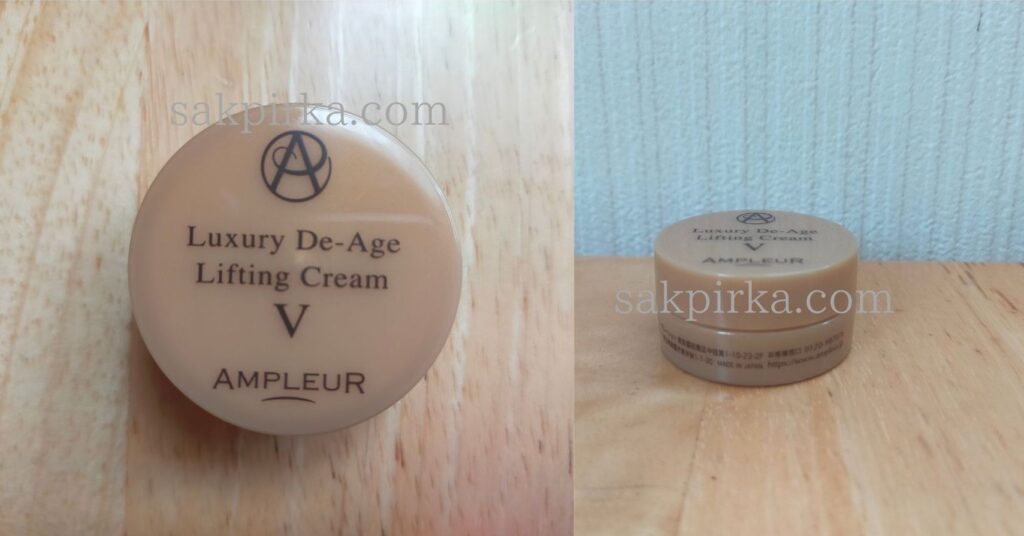 sakpirka.com
Luxury De-Age
Lifting Cream
V
AMPLEUR
Luxury De-Age
Lifting Cream
V
AMPLEUR
sakpirka.com
MADE IN JAPAN